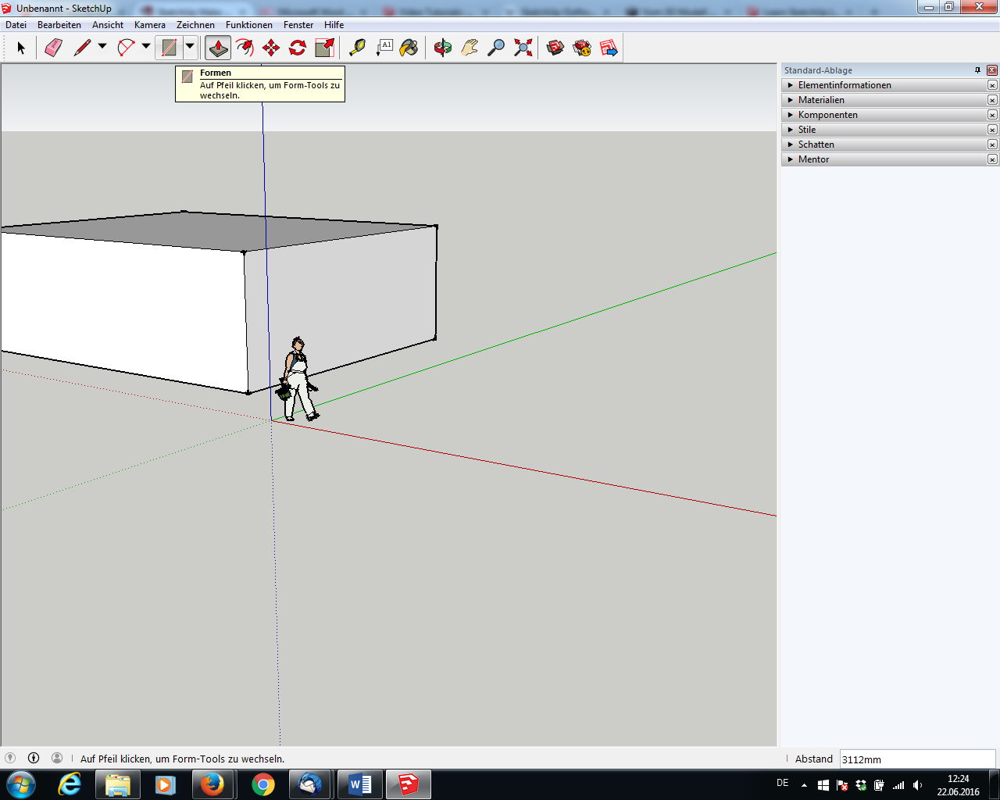 Unbenannt - SketchUp
Datei Bearbeiten Ansicht Kamera Zeichnen Funktionen Fenster Hilfe
A1
Formen
Auf Pfeil klicken, um Form-Tools zu
wechseln.
Standard-Ablage
Elementinformationen
Materialien
Komponenten
Stile
Schatten
Mentor
Auf Pfeil klicken, um Form-Tools zu wechseln.
Abstand 3112mm
DE
12:24
22.06.2016